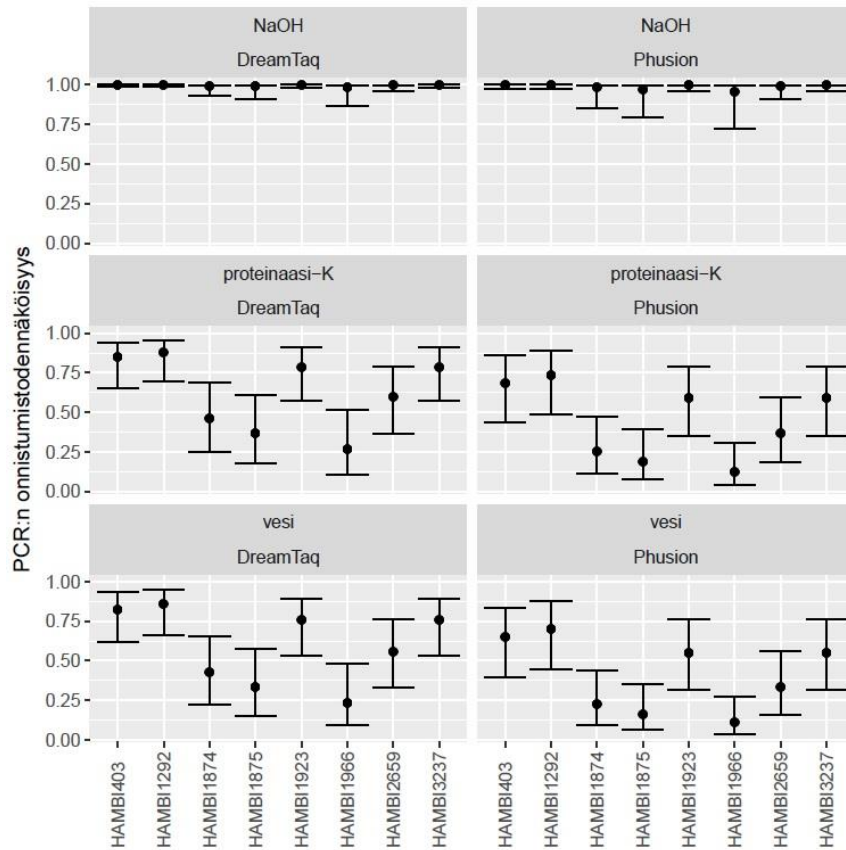 PCR:n onnistumistodennäköisyys
NaOH
DreamTaq
NaOH
Phusion
1.00
0.75
0.50
0.25
0.00
proteinaasi-K
DreamTaq
proteinaasi-K
Phusion
1.00
0.75
0.50
0.25
0.00
vesi
DreamTaq
vesi
Phusion
1.00
0.75
0.50
0.25
0.00
HAMBI403
HAMBI1292
HAMBI1874
HAMBI1875
HAMBI1923
HAMBI1966
HAMBI2659
HAMBI3237
HAMBI403
HAMBI1292
HAMBI1874
HAMBI1875
HAMBI1923
HAMBI1966
HAMBI2659
HAMBI3237